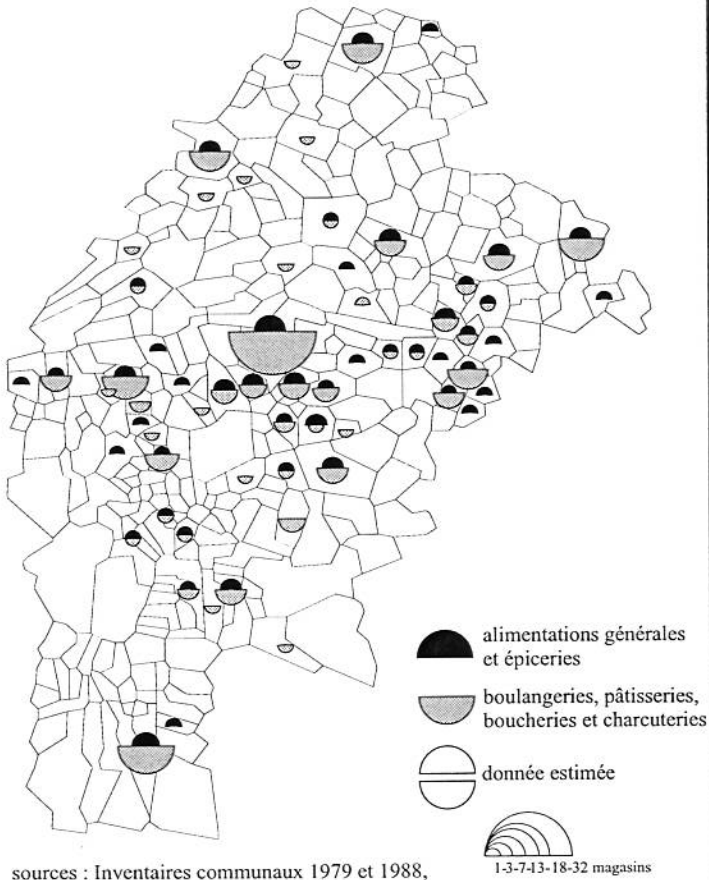 alimentations générales
et épiceries
boulangeries, pâtisseries,
boucheries et charcuteries
donnée estimée
1-3-7-13-18-32 magasins
sources : Inventaires communaux 1979 et 1988,